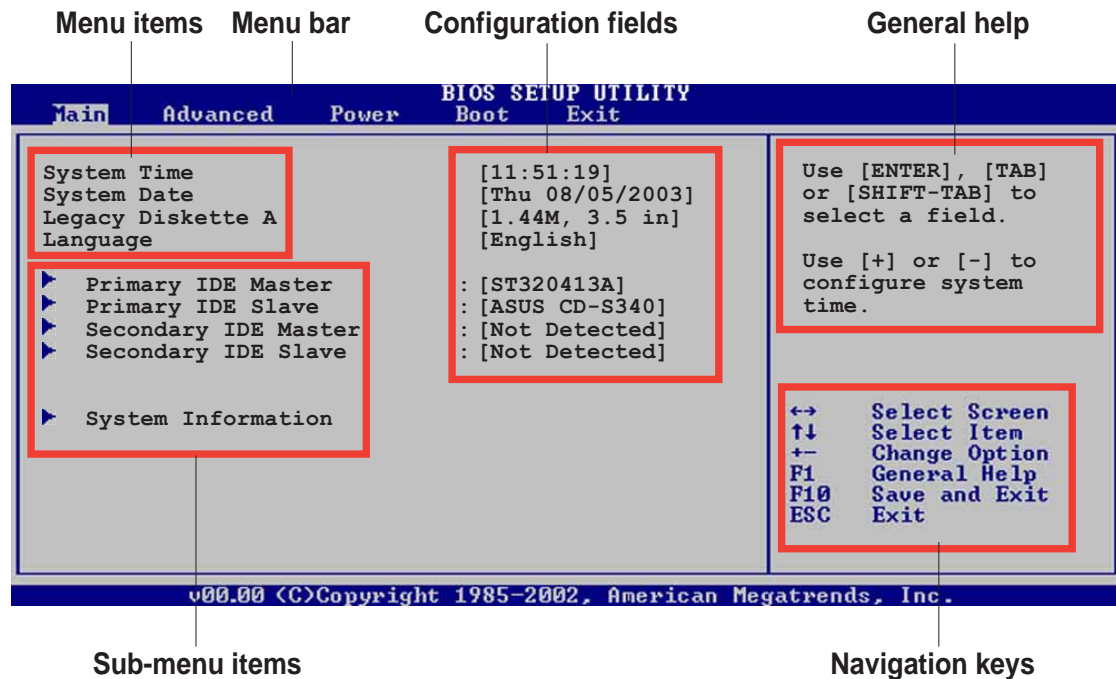 Menu items Menu bar Configuration fields General help
BIOS SETUP UTILITY
Main Advanced Power Boot Exit
System Time [11:51:19]
System Date [Thu 08/05/2003]
Legacy Diskette A [1.44M, 3.5 in]
Language [English]
Primary IDE Master : [ST320413A]
Primary IDE Slave : [ASUS CD-S340]
Secondary IDE Master : [Not Detected]
Secondary IDE Slave : [Not Detected]
System Information
Use [ENTER], [TAB]
or [SHIFT-TAB] to
select a field.
Use [+] or [-] to
configure system
time.
←→ Select Screen
↑↓ Select Item
+- Change Option
F1 General Help
F10 Save and Exit
ESC Exit
v00.00 (C)Copyright 1985-2002, American Megatrends, Inc.
Sub-menu items Navigation keys